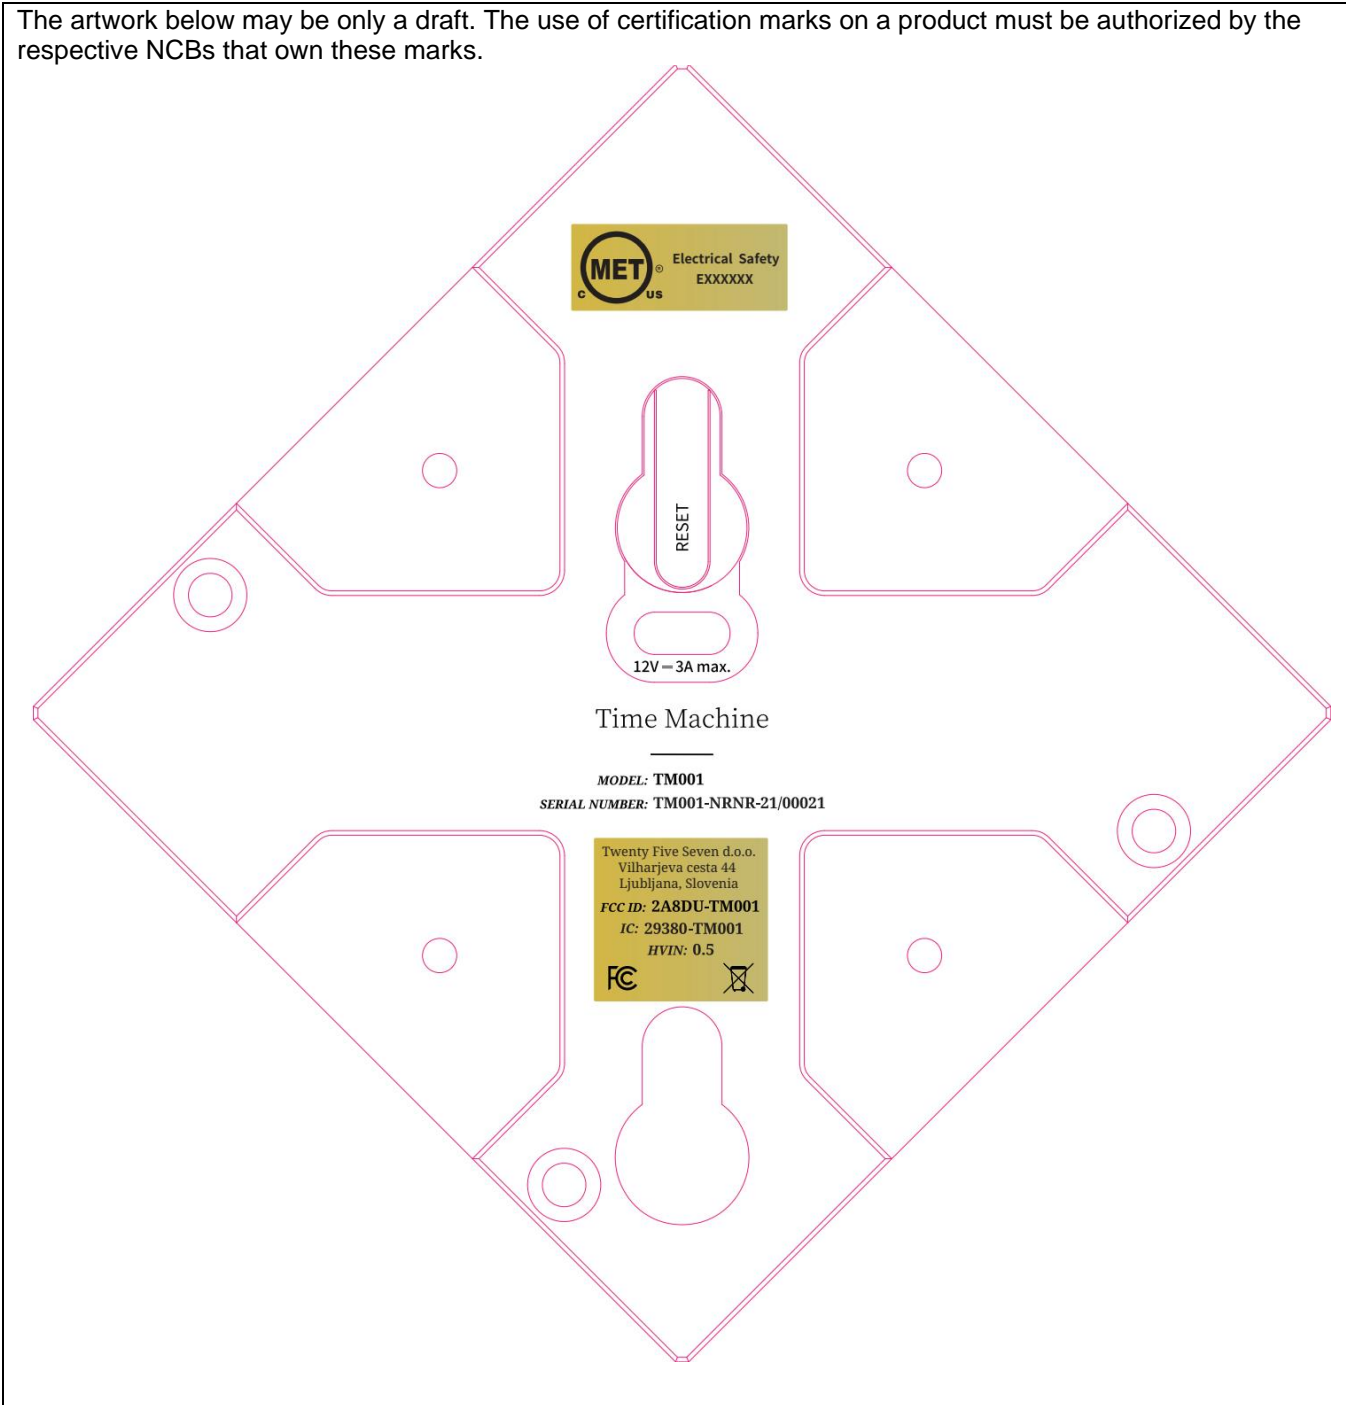 The artwork below may be only a draft. The use of certification marks on a product must be authorized by the
respective NCBs that own these marks.
MET ®
C US
Electrical Safety
EXXXXXX
RESET
12V ⎓ 3A max.
Time Machine
MODEL: TM001
SERIAL NUMBER: TM001-NRNR-21/00021
Twenty Five Seven d.o.o.
Vilharjeva cesta 44
Ljubljana, Slovenia
FCC ID: 2A8DU-TM001
IC: 29380-TM001
HVIN: 0.5
FC